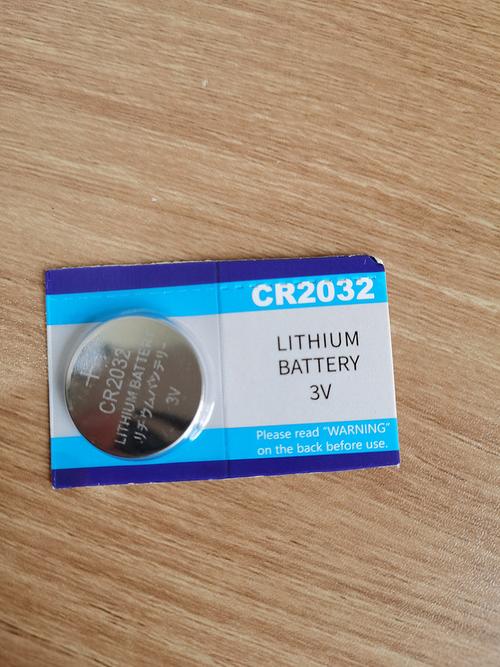 CR2032
LITHIUM
BATTERY
3V
Please read “WARNING”
on the back before use.
+
CR2032
LITHIUM BATTERY
リチウムバッテリー
3V